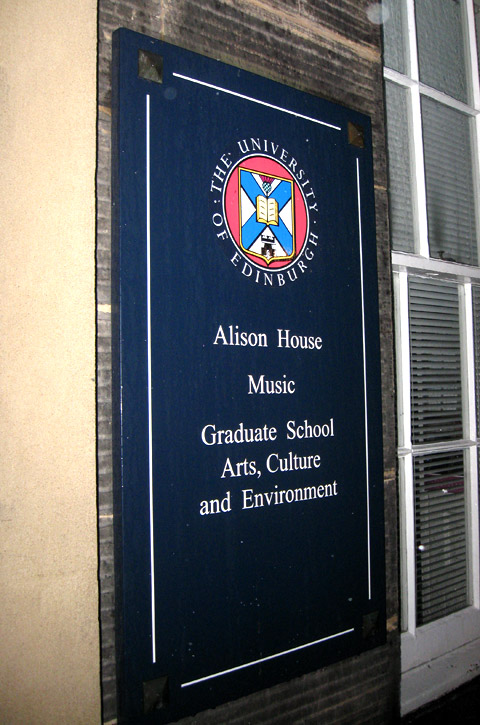 THE UNIVERSITY OF EDINBURGH
Alison House
Music
Graduate School
Arts, Culture
and Environment